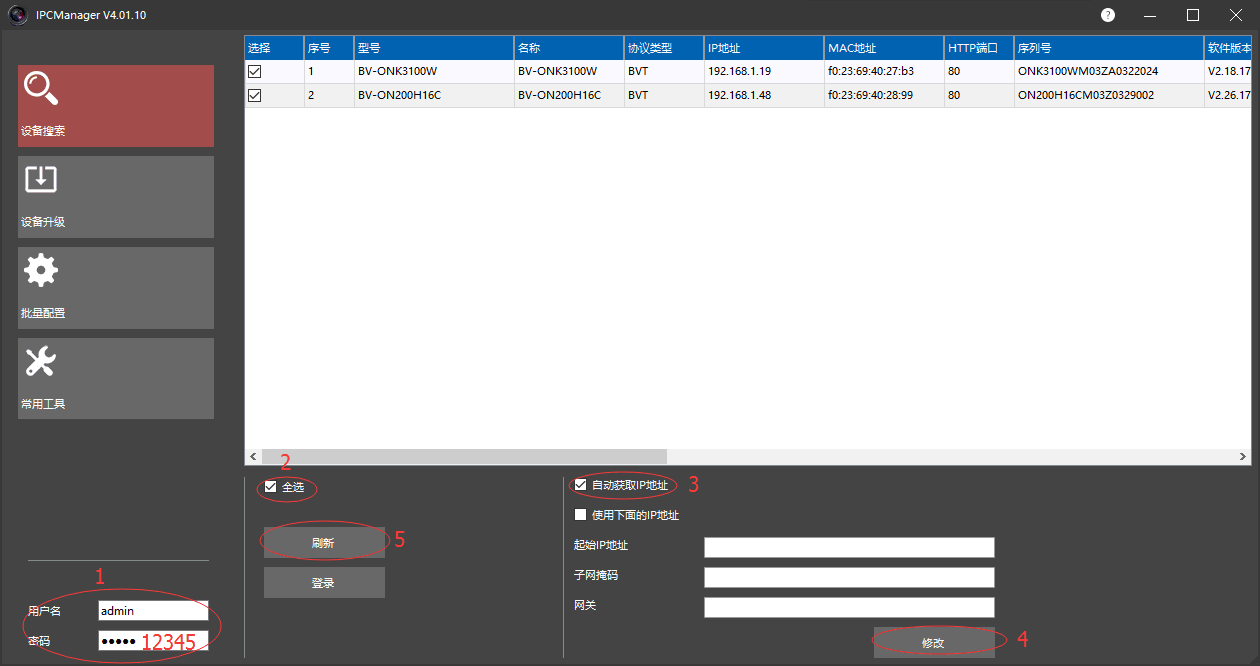 IPCManager V4.01.10
?
选择 序号 型号 名称 协议类型 IP地址 MAC地址 HTTP端口 序列号 软件版本
1 BV-ONK3100W BV-ONK3100W BVT 192.168.1.19 f0:23:69:40:27:b3 80 ONK3100WM03ZA0322024 V2.18.17
2 BV-ON200H16C BV-ON200H16C BVT 192.168.1.48 f0:23:69:40:28:99 80 ON200H16CM03Z0329002 V2.26.17
设备搜索
设备升级
批量配置
常用工具
2
全选
自动获取IP地址 3
使用下面的IP地址
刷新 5
起始IP地址
登录
子网掩码
网关
修改 4
1
用户名 admin
密码 ••••• 12345